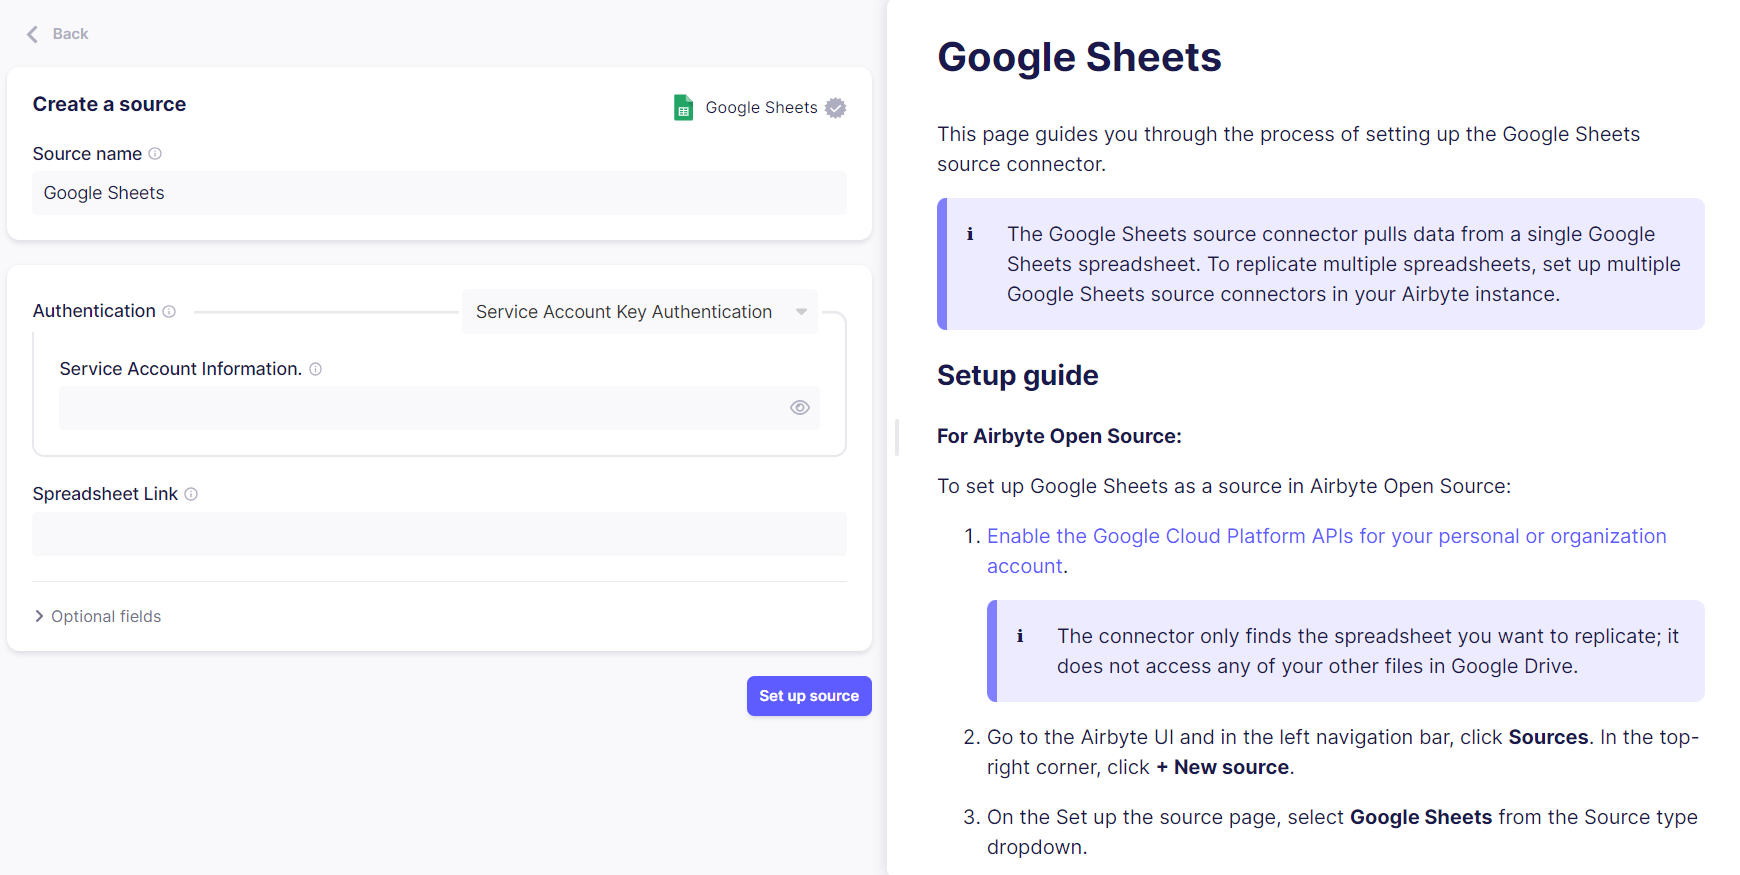 Back
Create a source
Google Sheets
Source name
Google Sheets
Authentication
Service Account Key Authentication
Service Account Information.
Spreadsheet Link
Optional fields
Set up source
Google Sheets
This page guides you through the process of setting up the Google Sheets
source connector.
The Google Sheets source connector pulls data from a single Google
Sheets spreadsheet. To replicate multiple spreadsheets, set up multiple
Google Sheets source connectors in your Airbyte instance.
Setup guide
For Airbyte Open Source:
To set up Google Sheets as a source in Airbyte Open Source:
1. Enable the Google Cloud Platform APIs for your personal or organization
account.
The connector only finds the spreadsheet you want to replicate; it
does not access any of your other files in Google Drive.
2. Go to the Airbyte UI and in the left navigation bar, click Sources. In the top-
right corner, click + New source.
3. On the Set up the source page, select Google Sheets from the Source type
dropdown.